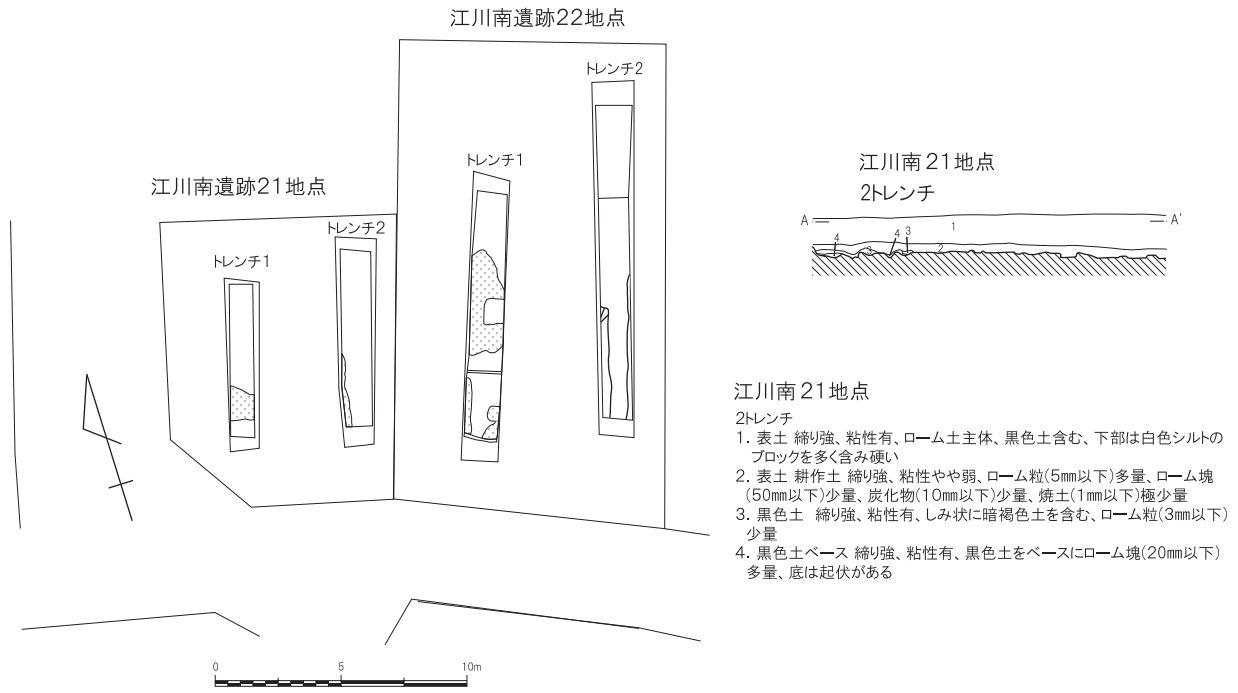 江川南遺跡22地点
トレンチ2
トレンチ1
江川南遺跡21地点
トレンチ2
トレンチ1
0 5 10m
江川南21地点
2トレンチ
A A'
1
4 4 3
3 2
江川南21地点
2トレンチ
1. 表土 締り強、粘性有、ローム土主体、黒色土含む、下部は白色シルトの
ブロックを多く含み硬い
2. 表土 耕作土 締り強、粘性やや弱、ローム粒(5㎜以下)多量、ローム塊
(50㎜以下)少量、炭化物(10㎜以下)少量、焼土(1㎜以下)極少量
3. 黒色土 締り強、粘性有、しみ状に暗褐色土を含む、ローム粒(3㎜以下)
少量
4. 黒色土ベース 締り強、粘性有、黒色土をベースにローム塊(20㎜以下)
多量、底は起伏がある